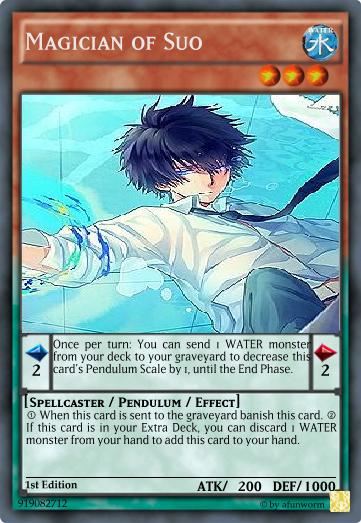 Magician of Suo
WATER
水
Once per turn: You can send 1 WATER monster
from your deck to your graveyard to decrease this
card's Pendulum Scale by 1, until the End Phase.
2
2
[Spellcaster / Pendulum / Effect]
① When this card is sent to the graveyard banish this card. ②
If this card is in your Extra Deck, you can discard 1 WATER
monster from your hand to add this card to your hand.
1st Edition
ATK/ 200 DEF/1000
919082712
© by afunworm